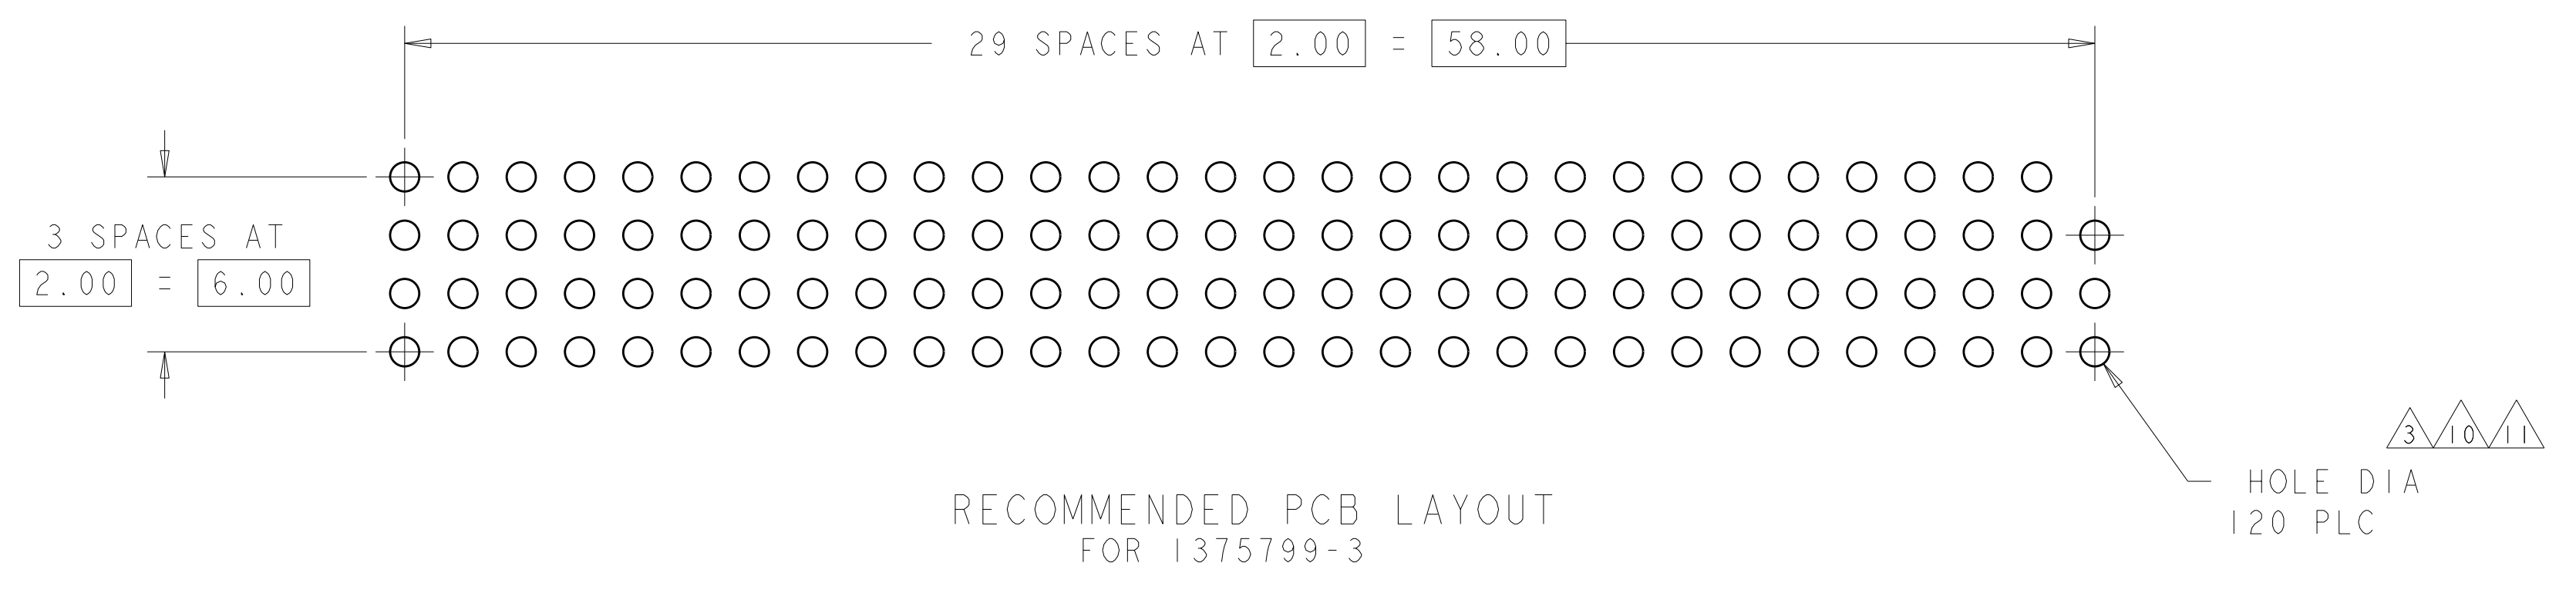 29 SPACES AT 2.00 = 58.00
3 SPACES AT
2.00 = 6.00
3 10 11
HOLE DIA
120 PLC
RECOMMENDED PCB LAYOUT
FOR 1375799-3